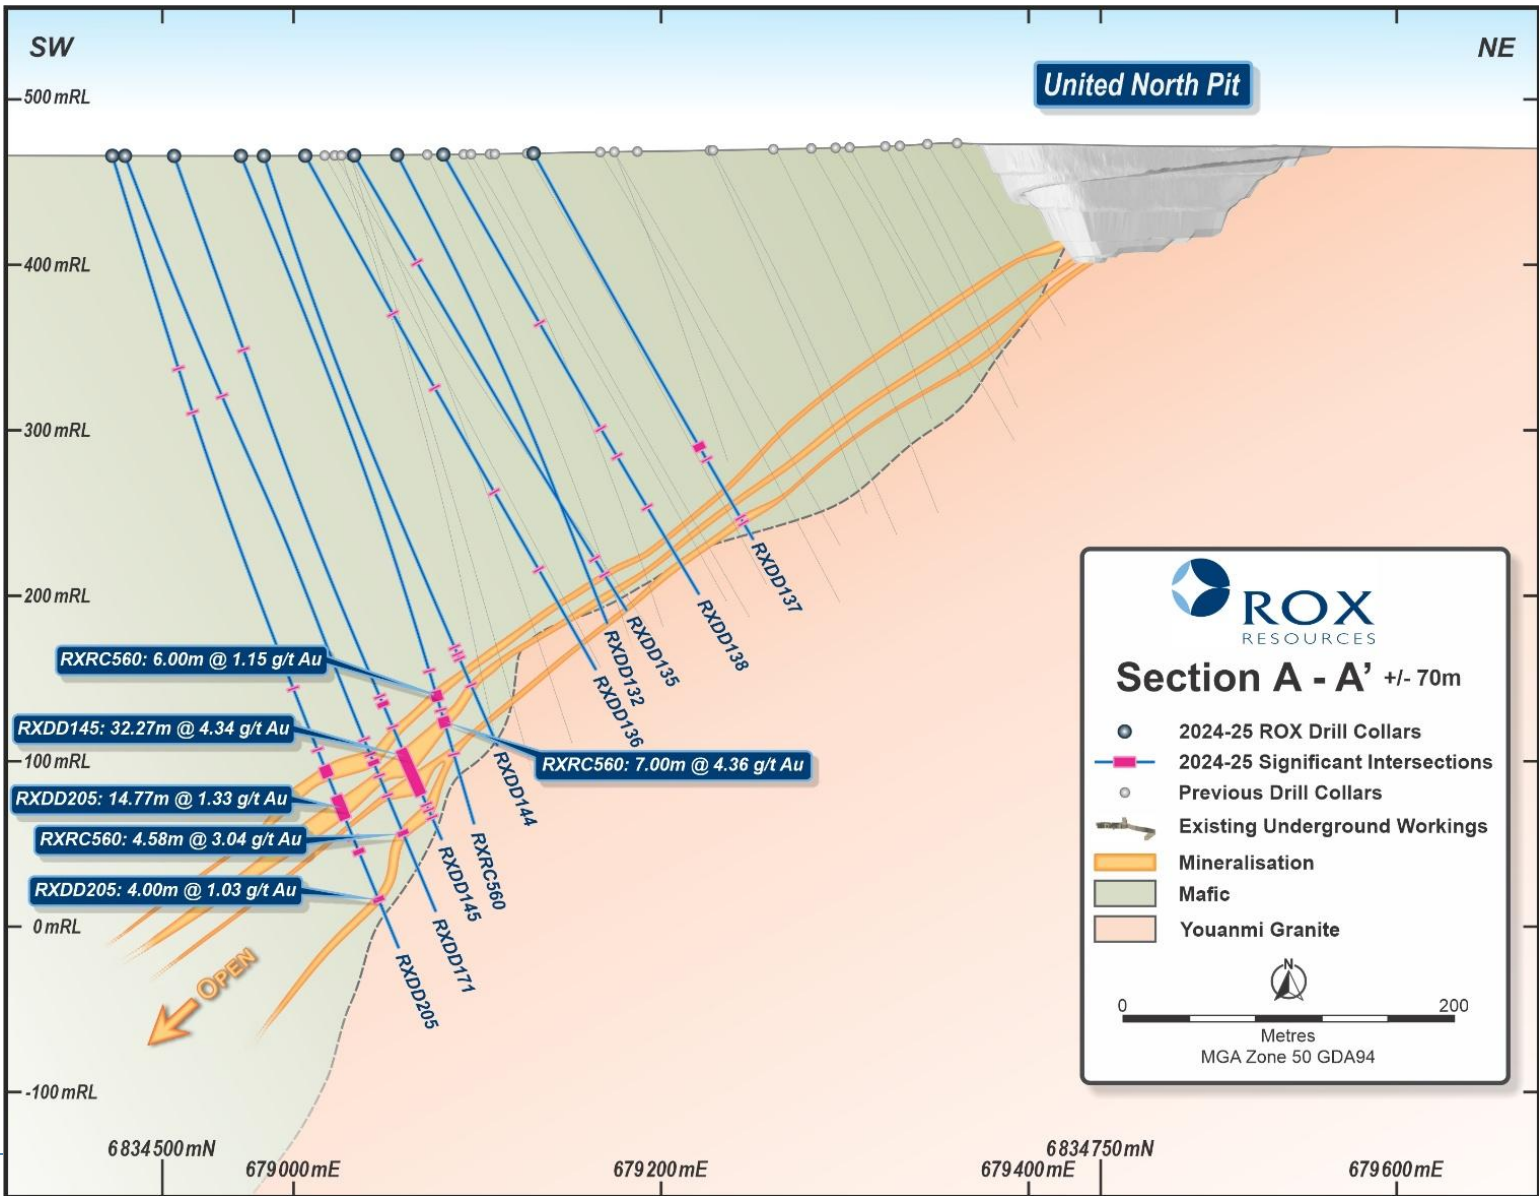 SW
NE
United North Pit
500 mRL
400 mRL
300 mRL
200 mRL
100 mRL
0 mRL
-100 mRL
RXDD137
RXDD138
RXDD135
RXDD132
RXDD136
RXDD144
RXRC560
RXDD145
RXDD171
RXDD205
RXRC560: 6.00m @ 1.15 g/t Au
RXDD145: 32.27m @ 4.34 g/t Au
RXRC560: 7.00m @ 4.36 g/t Au
RXDD205: 14.77m @ 1.33 g/t Au
RXRC560: 4.58m @ 3.04 g/t Au
RXDD205: 4.00m @ 1.03 g/t Au
OPEN
ROX
RESOURCES
Section A - A' +/- 70m
2024-25 ROX Drill Collars
2024-25 Significant Intersections
Previous Drill Collars
Existing Underground Workings
Mineralisation
Mafic
Youanmi Granite
N
0 200
Metres
MGA Zone 50 GDA94
6834500mN
6834750mN
679000mE
679200mE
679400mE
679600mE